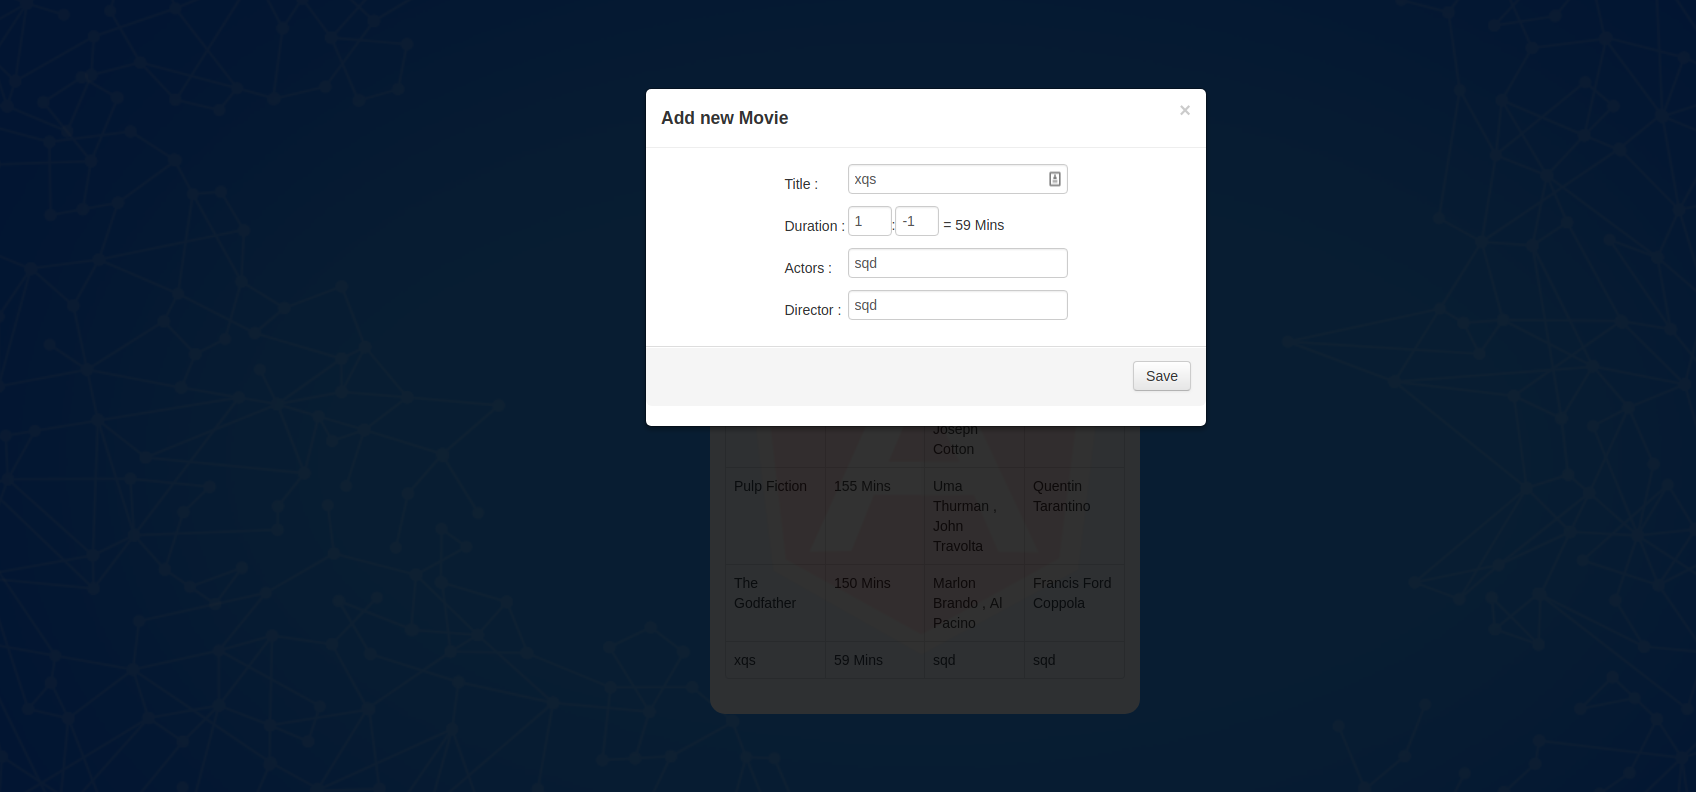 Add new Movie ×
Title : xqs
Duration : 1 : -1 = 59 Mins
Actors : sqd
Director : sqd
Save
Joseph
Cotton
Pulp Fiction 155 Mins Uma Quentin
Thurman , Tarantino
John
Travolta
The 150 Mins Marlon Francis Ford
Godfather Brando , Al Coppola
Pacino
xqs 59 Mins sqd sqd